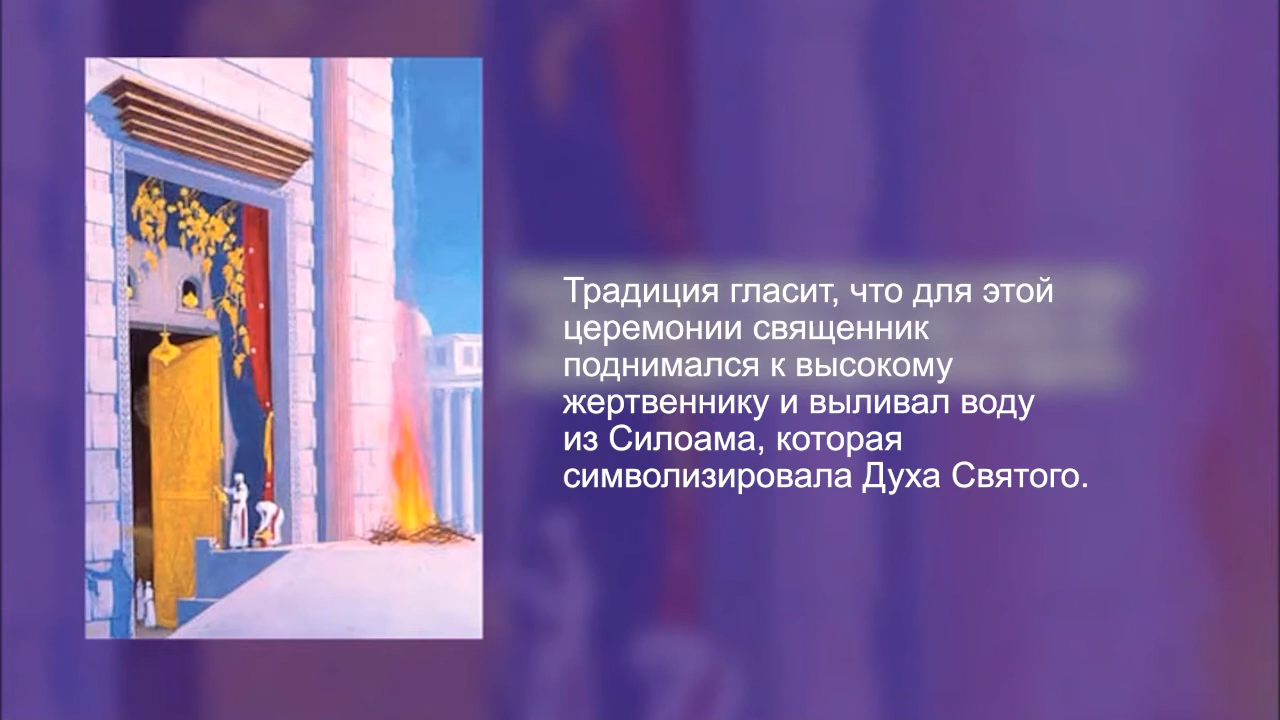 Традиция гласит, что для этой
церемонии священник
поднимался к высокому
жертвеннику и выливал воду
из Силоама, которая
символизировала Духа Святого.